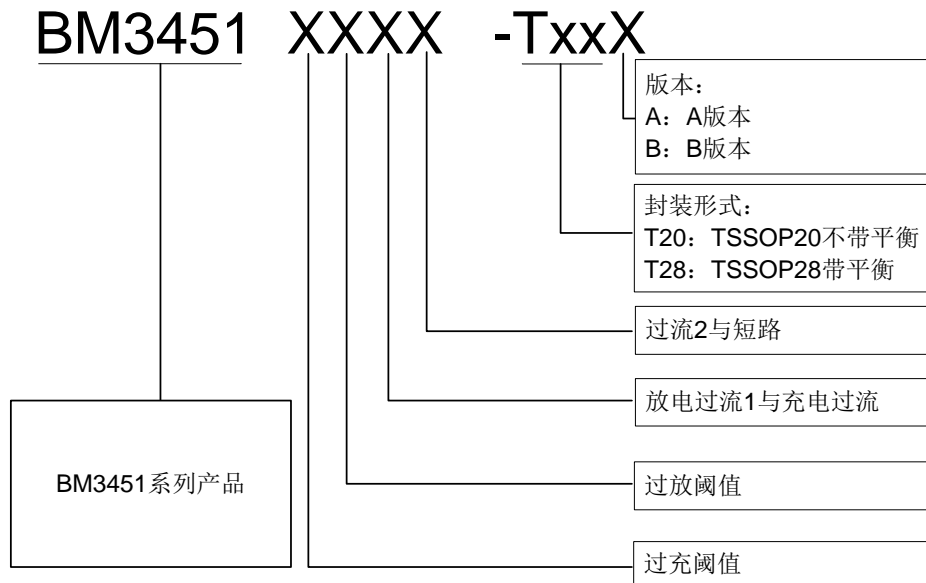 BM3451 XXXX -TxxX
版本：
A：A版本
B：B版本
封装形式：
T20：TSSOP20不带平衡
T28：TSSOP28带平衡
过流2与短路
放电过流1与充电过流
BM3451系列产品
过放阈值
过充阈值